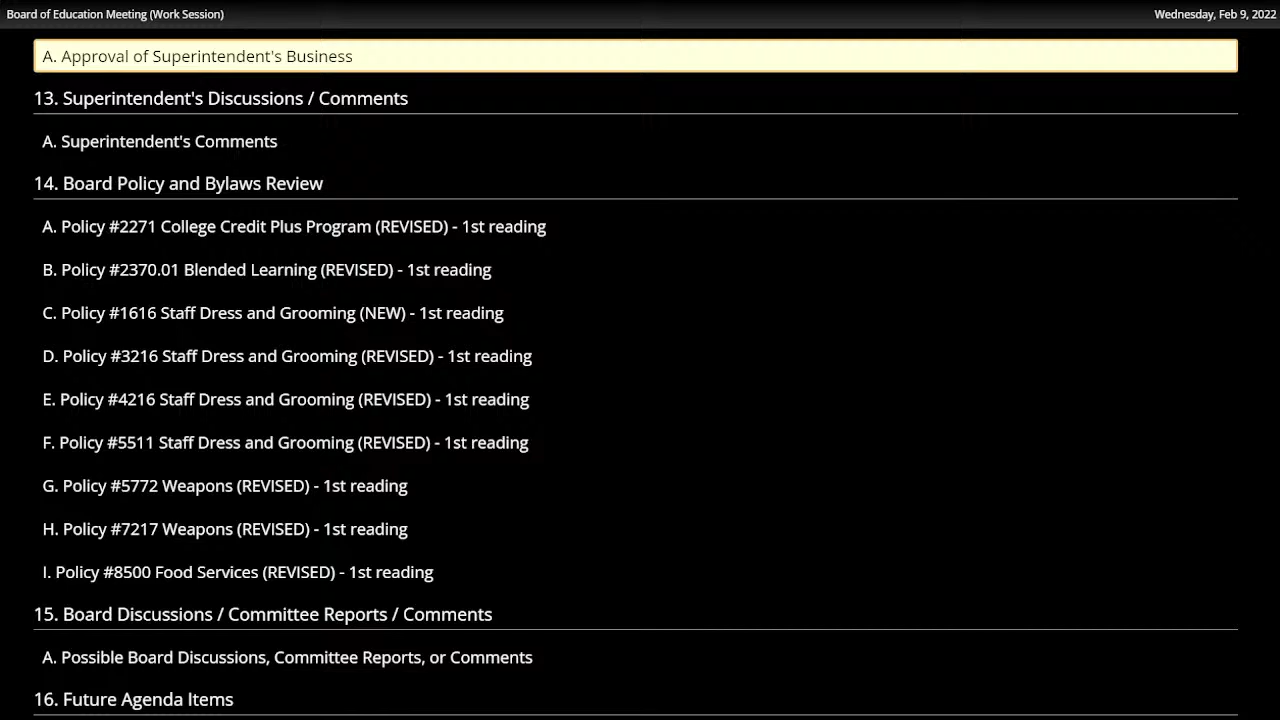 Board of Education Meeting (Work Session)
Wednesday, Feb 9, 2022
A. Approval of Superintendent's Business
13. Superintendent's Discussions / Comments
A. Superintendent's Comments
14. Board Policy and Bylaws Review
A. Policy #2271 College Credit Plus Program (REVISED) - 1st reading
B. Policy #2370.01 Blended Learning (REVISED) - 1st reading
C. Policy #1616 Staff Dress and Grooming (NEW) - 1st reading
D. Policy #3216 Staff Dress and Grooming (REVISED) - 1st reading
E. Policy #4216 Staff Dress and Grooming (REVISED) - 1st reading
F. Policy #5511 Staff Dress and Grooming (REVISED) - 1st reading
G. Policy #5772 Weapons (REVISED) - 1st reading
H. Policy #7217 Weapons (REVISED) - 1st reading
I. Policy #8500 Food Services (REVISED) - 1st reading
15. Board Discussions / Committee Reports / Comments
A. Possible Board Discussions, Committee Reports, or Comments
16. Future Agenda Items